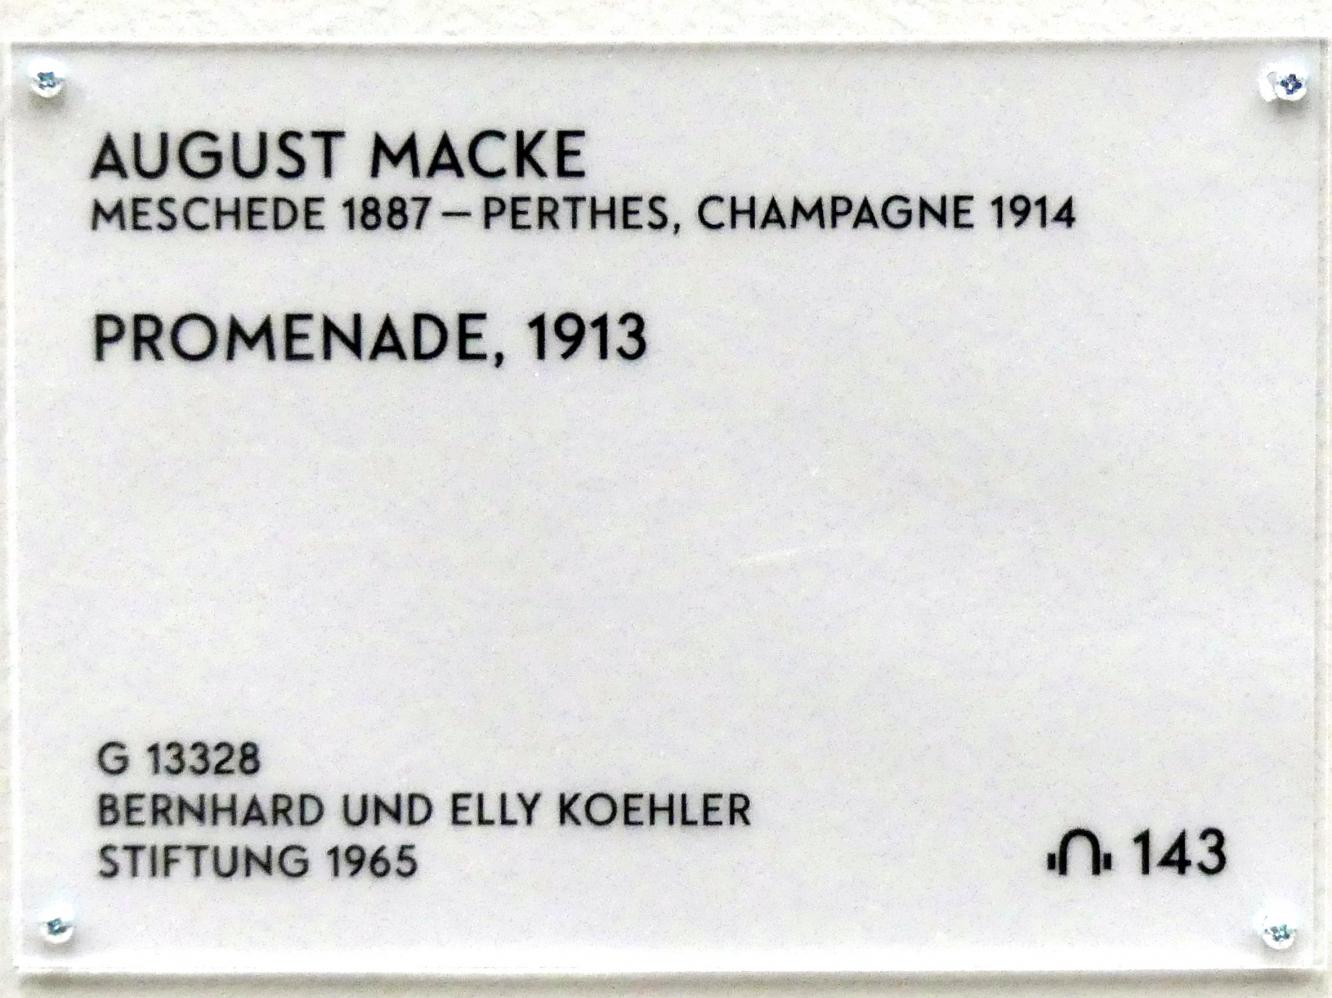 AUGUST MACKE
MESCHEDE 1887 – PERTHES, CHAMPAGNE 1914
PROMENADE, 1913
G 13328
BERNHARD UND ELLY KOEHLER
STIFTUNG 1965
143